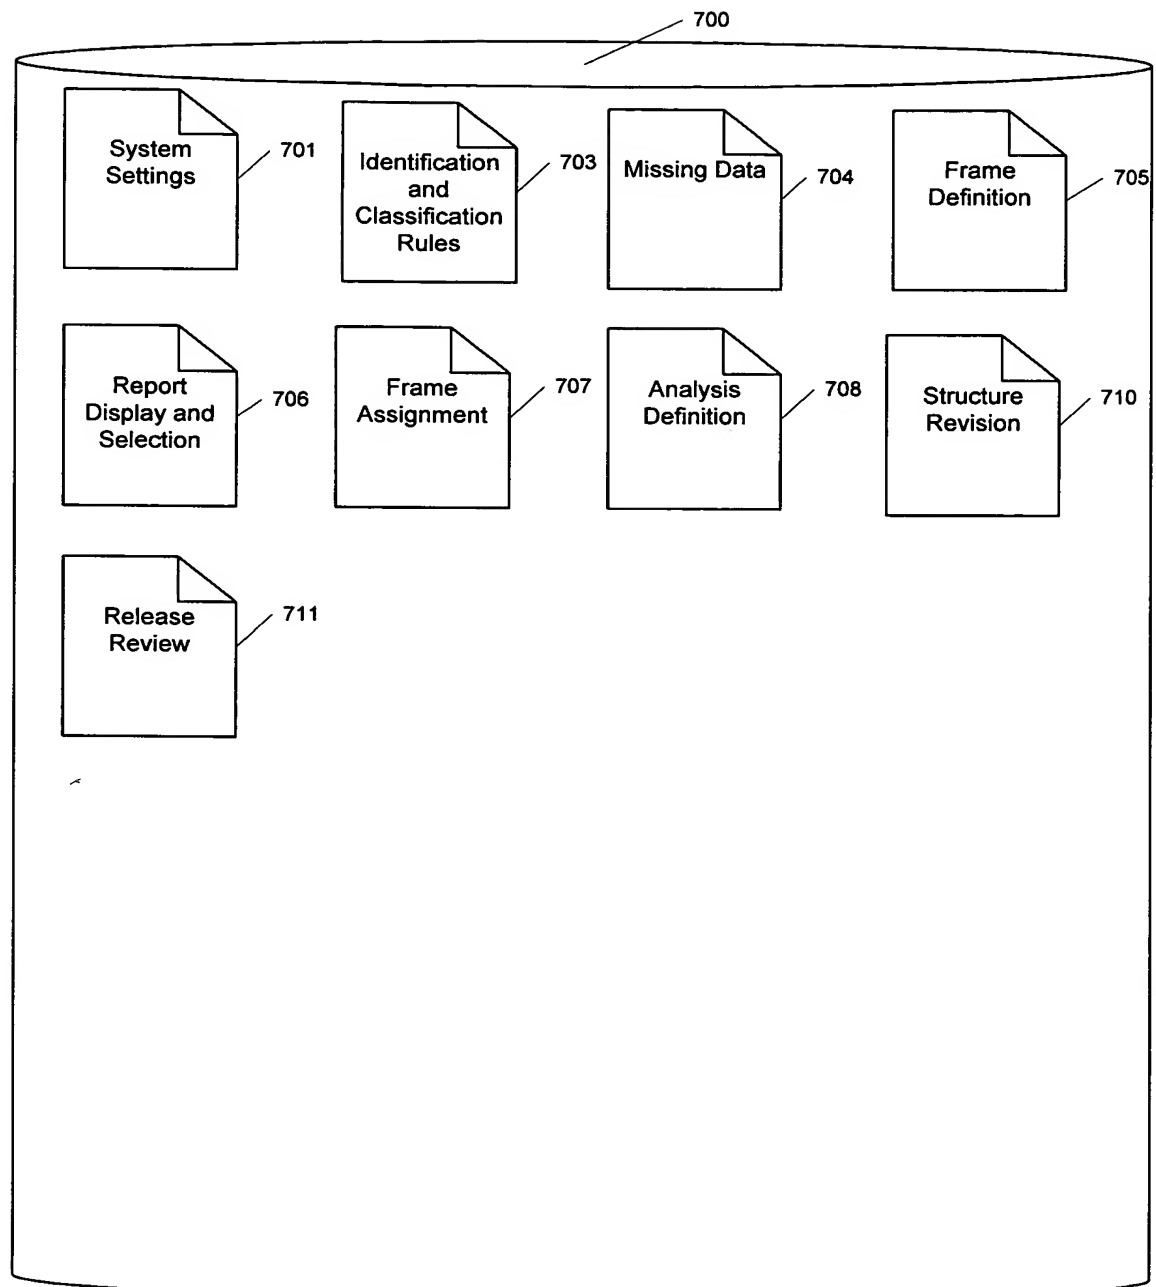 700
System
Settings
701
Identification
and
Classification
Rules
703
Missing Data
704
Frame
Definition
705
Report
Display and
Selection
706
Frame
Assignment
707
Analysis
Definition
708
Structure
Revision
710
Release
Review
711